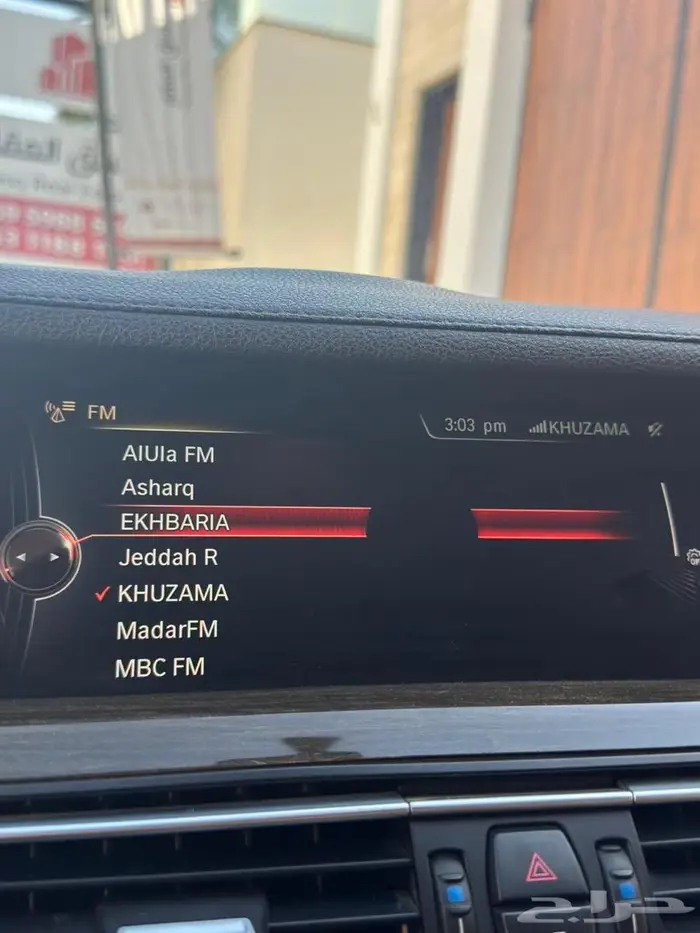 FM
3:03 pm KHUZAMA
AlUla FM
Asharq
EKHBARIA
Jeddah R
✓ KHUZAMA
MadarFM
MBC FM
حراج